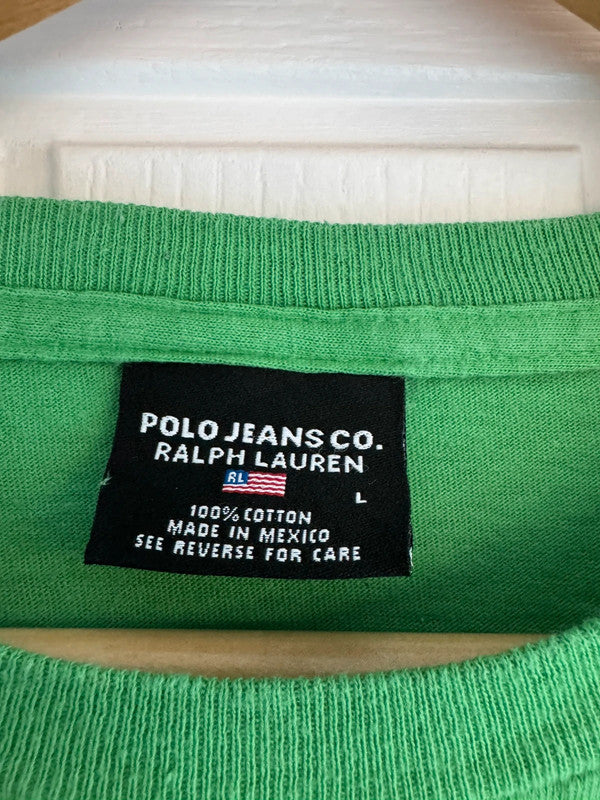 POLO JEANS CO.
RALPH LAUREN
RL
L
100% COTTON
MADE IN MEXICO
SEE REVERSE FOR CARE